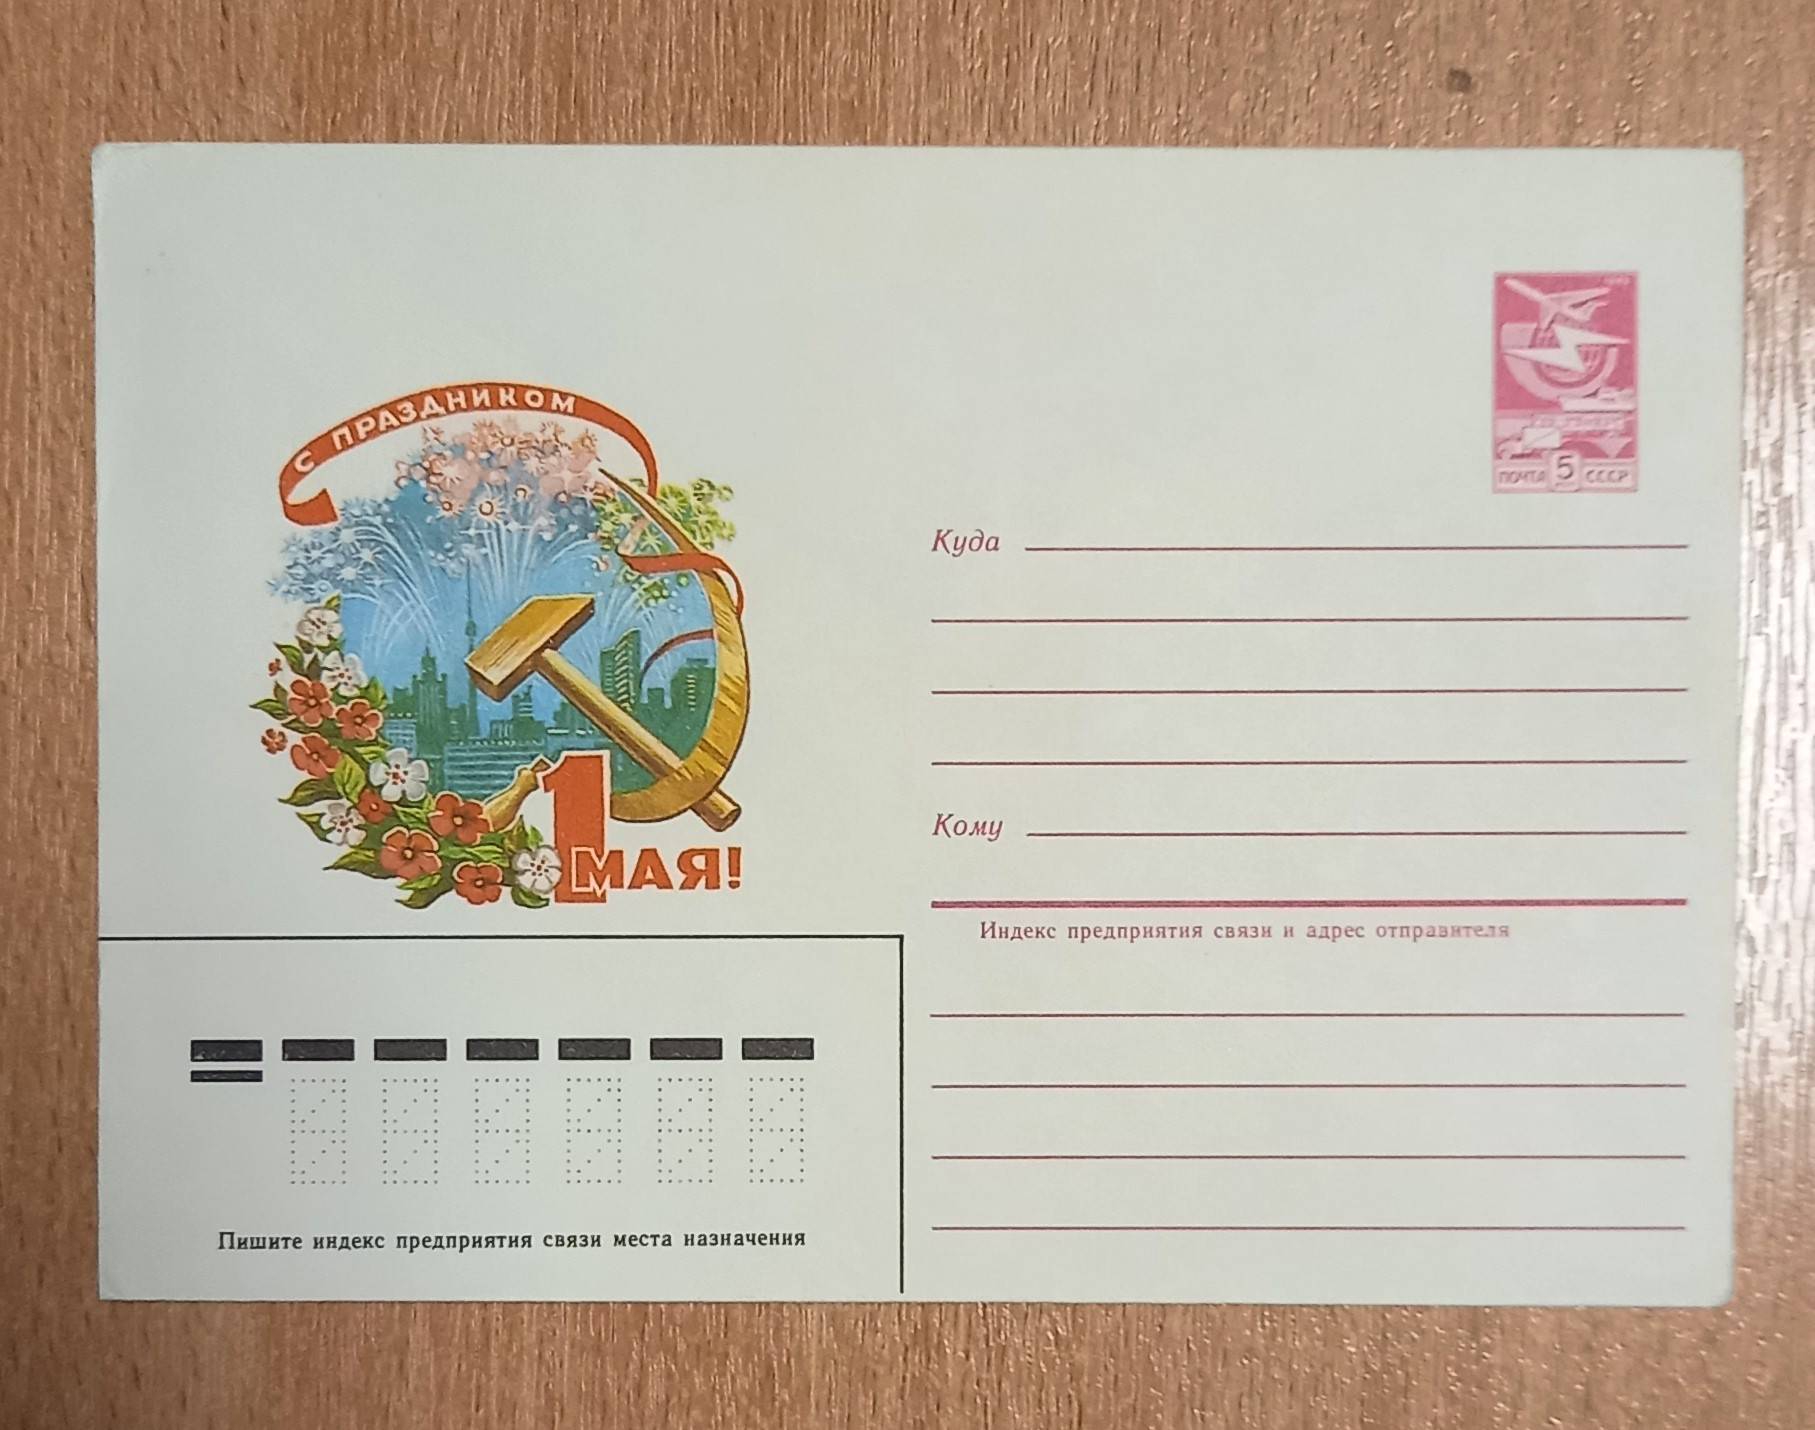 С ПРАЗДНИКОМ
1 МАЯ!
ПОЧТА 5 СССР
Куда
Кому
Индекс предприятия связи и адрес отправителя
Пишите индекс предприятия связи места назначения